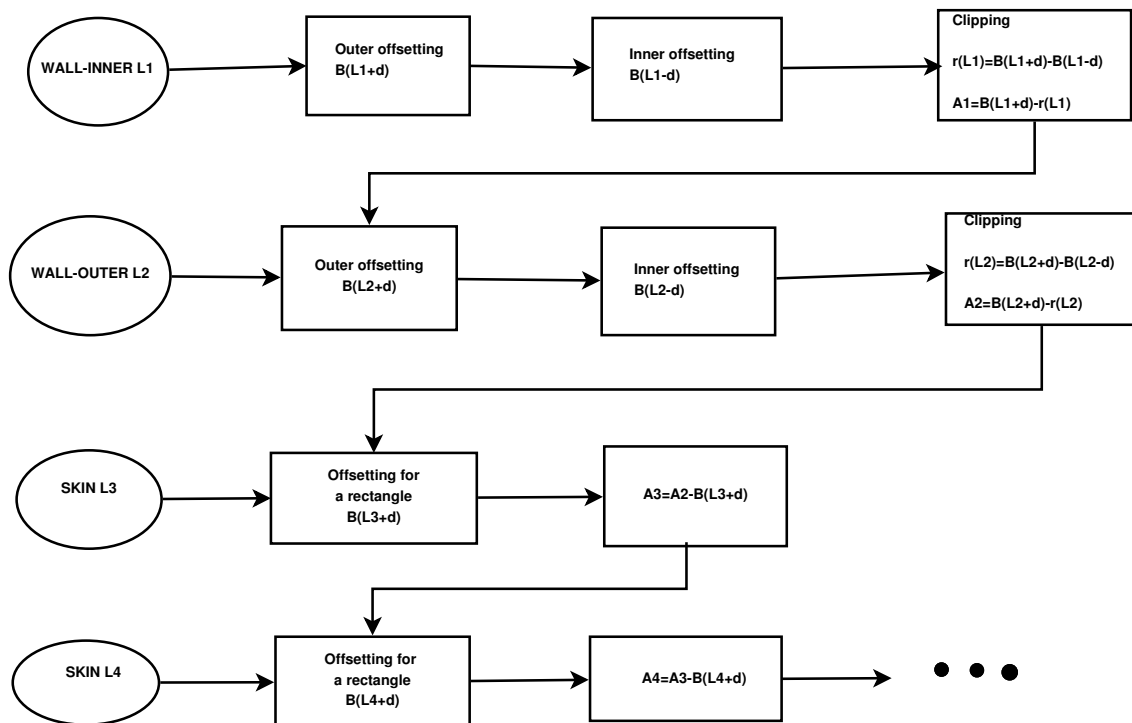 WALL-INNER L1
Outer offsetting
B(L1+d)
Inner offsetting
B(L1-d)
Clipping
r(L1)=B(L1+d)-B(L1-d)
A1=B(L1+d)-r(L1)
WALL-OUTER L2
Outer offsetting
B(L2+d)
Inner offsetting
B(L2-d)
Clipping
r(L2)=B(L2+d)-B(L2-d)
A2=B(L2+d)-r(L2)
SKIN L3
Offsetting for
a rectangle
B(L3+d)
A3=A2-B(L3+d)
SKIN L4
Offsetting for
a rectangle
B(L4+d)
A4=A3-B(L4+d)